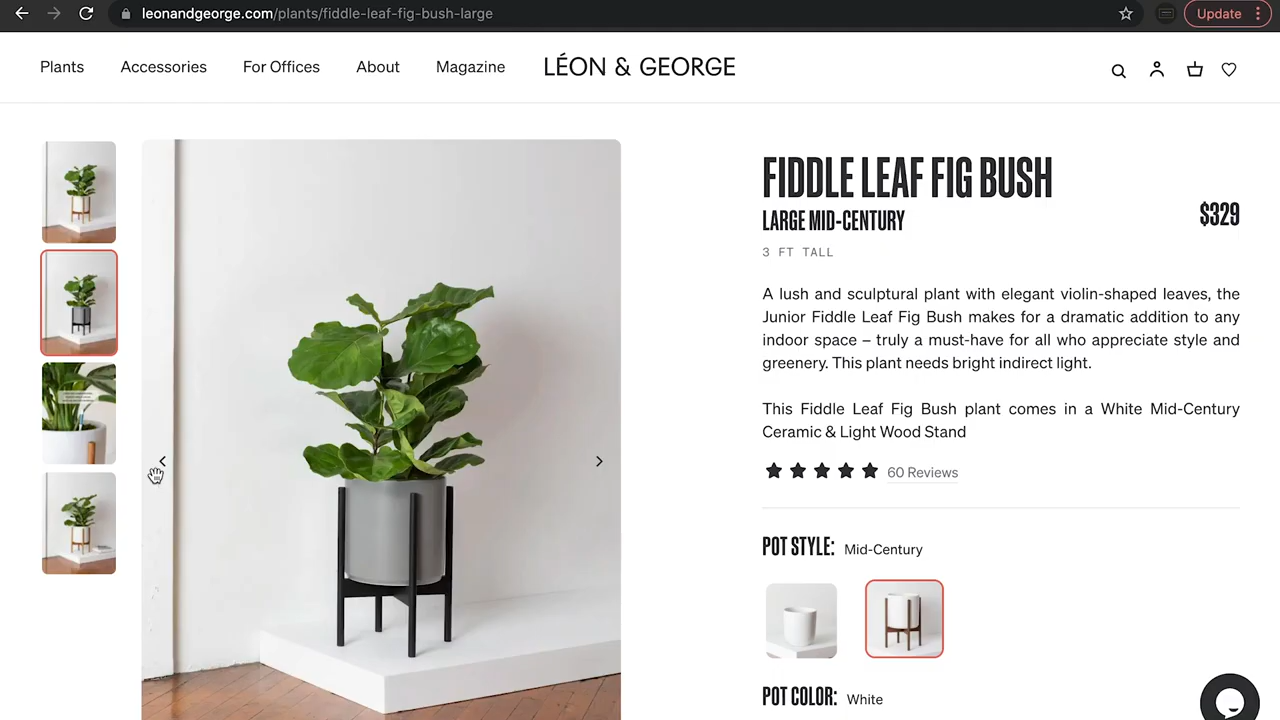 leonandgeorge.com/plants/fiddle-leaf-fig-bush-large
Update
Plants
Accessories
For Offices
About
Magazine
LÉON & GEORGE
FIDDLE LEAF FIG BUSH
LARGE MID-CENTURY
$329
3 FT TALL
A lush and sculptural plant with elegant violin-shaped leaves, the
Junior Fiddle Leaf Fig Bush makes for a dramatic addition to any
indoor space – truly a must-have for all who appreciate style and
greenery. This plant needs bright indirect light.
This Fiddle Leaf Fig Bush plant comes in a White Mid-Century
Ceramic & Light Wood Stand
60 Reviews
POT STYLE: Mid-Century
POT COLOR: White